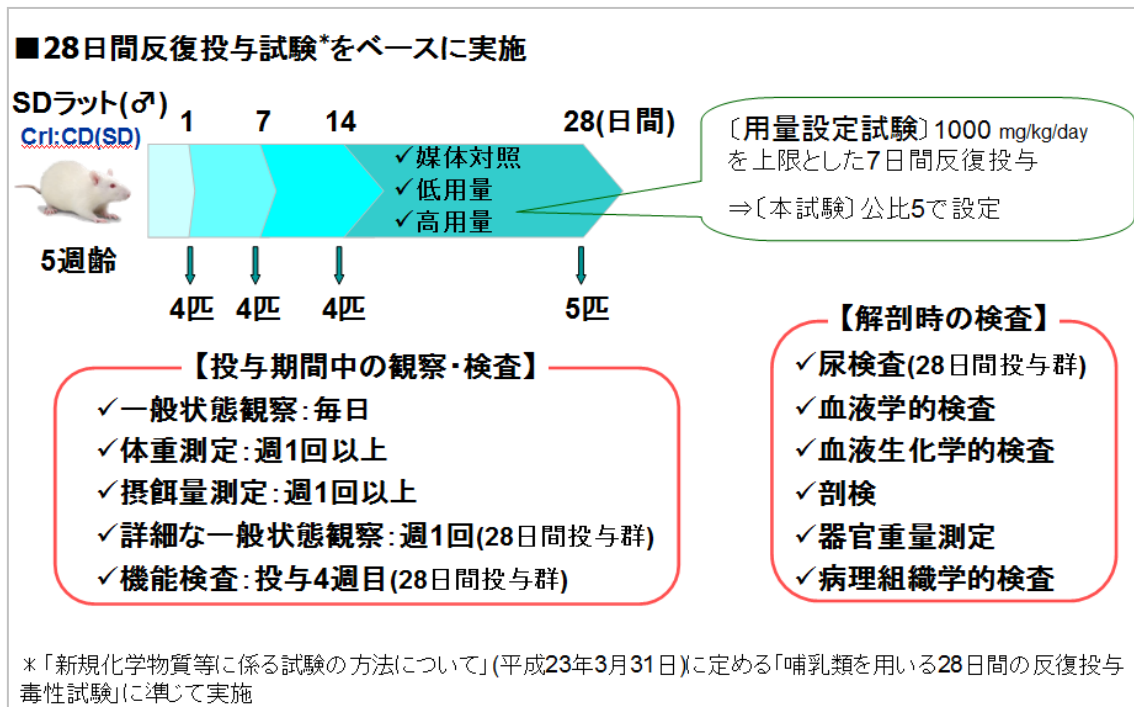 ■28日間反復投与試験*をベースに実施
SDラット(♂)
Crl:CD(SD)
5週齢
1 7 14 28(日間)
✓媒体対照
✓低用量
✓高用量
4匹 4匹 4匹 5匹
〔用量設定試験〕1000 mg/kg/day
を上限とした7日間反復投与
⇒〔本試験〕公比5で設定
【投与期間中の観察・検査】
✓一般状態観察：毎日
✓体重測定：週1回以上
✓摂餌量測定：週1回以上
✓詳細な一般状態観察：週1回(28日間投与群)
✓機能検査：投与4週目(28日間投与群)
【解剖時の検査】
✓尿検査(28日間投与群)
✓血液学的検査
✓血液生化学的検査
✓剖検
✓器官重量測定
✓病理組織学的検査
＊「新規化学物質等に係る試験の方法について」(平成23年3月31日)に定める「哺乳類を用いる28日間の反復投与
毒性試験」に準じて実施